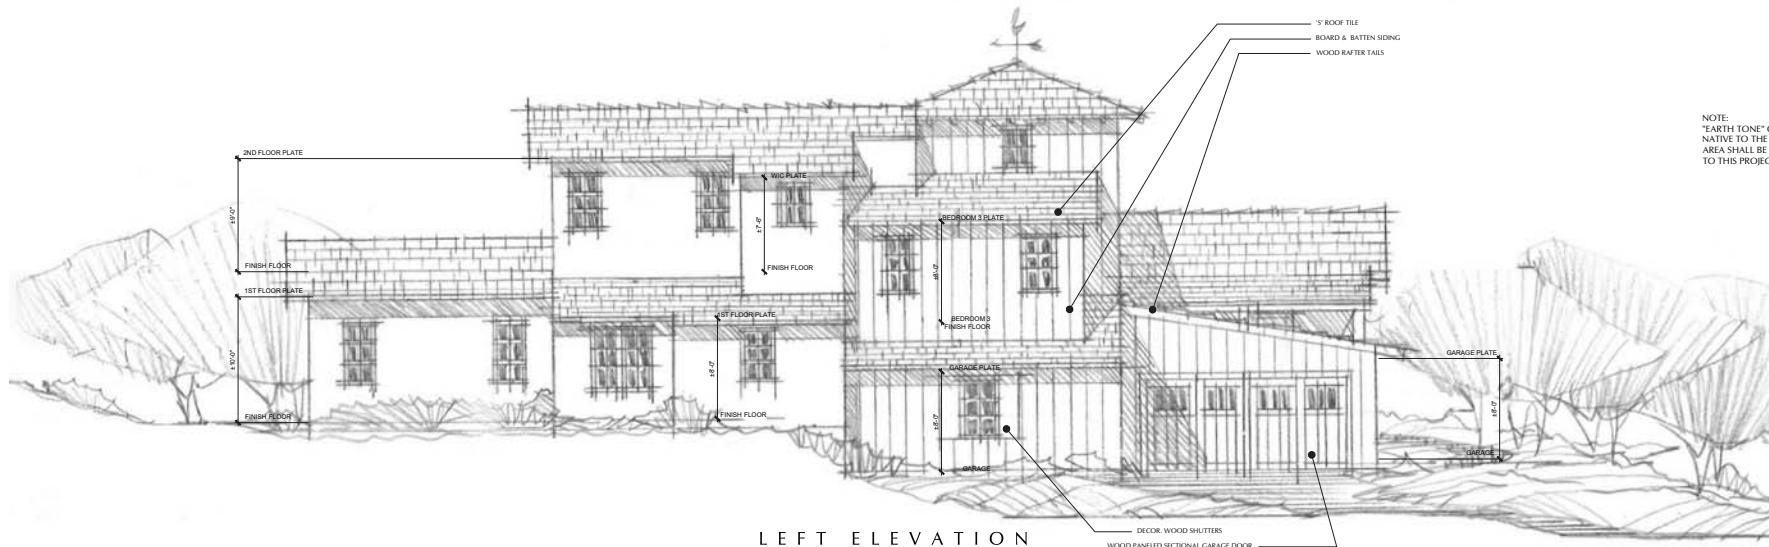 'S' ROOF TILE
BOARD & BATTEN SIDING
WOOD RAFTER TAILS
NOTE:
"EARTH TONE"
NATIVE TO THE
AREA SHALL BE
TO THIS PROJEC
2ND FLOOR PLATE
WIC PLATE
±9'-0"
±7'-6"
BEDROOM 3 PLATE
FINISH FLOOR
FINISH FLOOR
±8'-0"
1ST FLOOR PLATE
1ST FLOOR PLATE
BEDROOM 3
FINISH FLOOR
±10'-0"
±8'-0"
GARAGE PLATE
GARAGE PLATE
±8'-0"
±8'-0"
FINISH FLOOR
FINISH FLOOR
GARAGE
GARAGE
DECOR. WOOD SHUTTERS
WOOD PANELED SECTIONAL GARAGE DOOR
LEFT ELEVATION